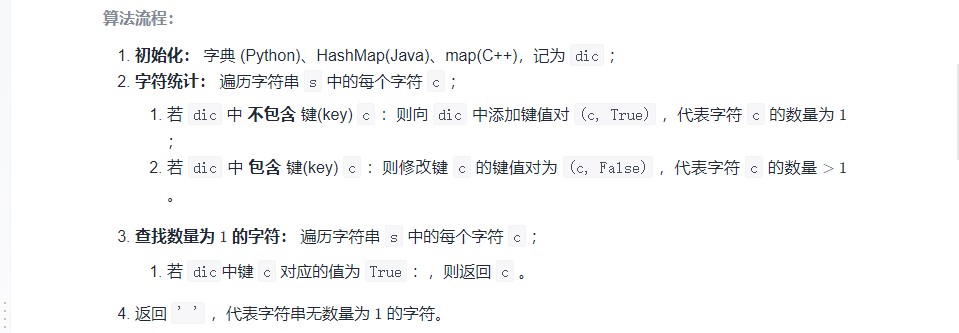 算法流程：
1. 初始化： 字典 (Python)、HashMap(Java)、map(C++)，记为 dic ；
2. 字符统计： 遍历字符串 s 中的每个字符 c ；
1. 若 dic 中 不包含 键(key) c ：则向 dic 中添加键值对 (c, True) ，代表字符 c 的数量为 1
；
2. 若 dic 中 包含 键(key) c ：则修改键 c 的键值对为 (c, False) ，代表字符 c 的数量 > 1
。
3. 查找数量为 1 的字符： 遍历字符串 s 中的每个字符 c ；
1. 若 dic中键 c 对应的值为 True ：，则返回 c 。
4. 返回 ' ' ，代表字符串无数量为 1 的字符。